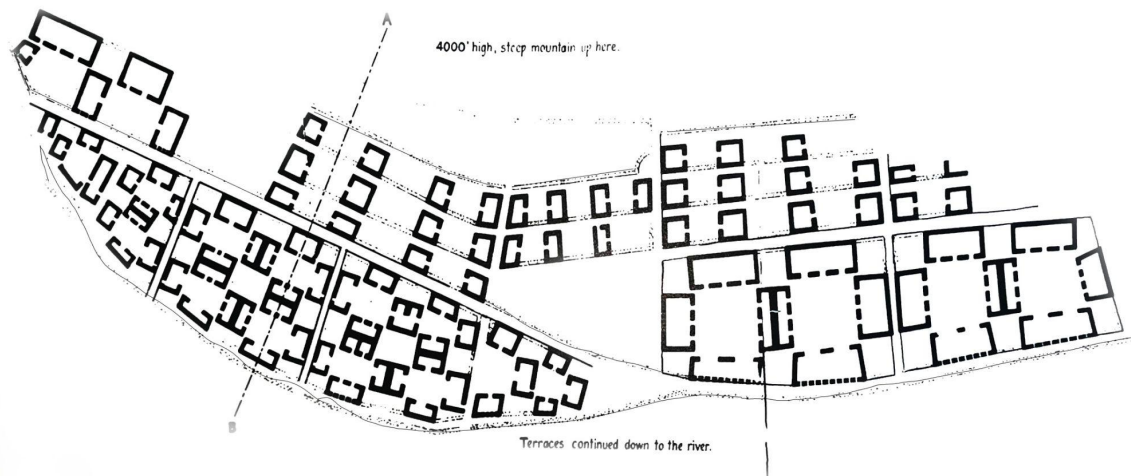 A
4000' high, steep mountain up here.
B
Terraces continued down to the river.